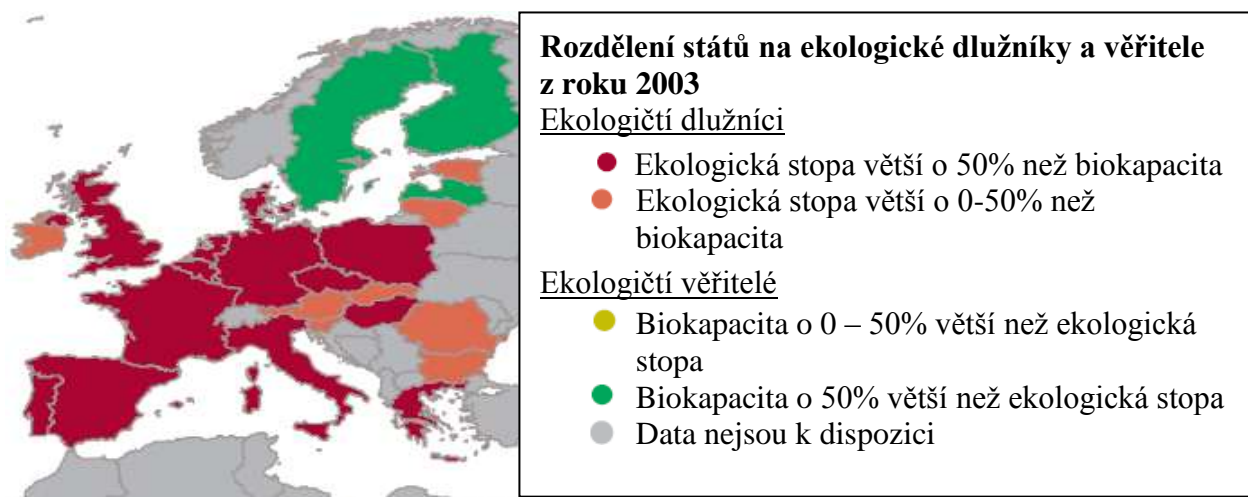 Rozdělení států na ekologické dlužníky a věřitele
z roku 2003
Ekologičtí dlužníci
Ekologická stopa větší o 50% než biokapacita
Ekologická stopa větší o 0-50% než
biokapacita
Ekologičtí věřitelé
Biokapacita o 0 – 50% větší než ekologická
stopa
Biokapacita o 50% větší než ekologická stopa
Data nejsou k dispozici